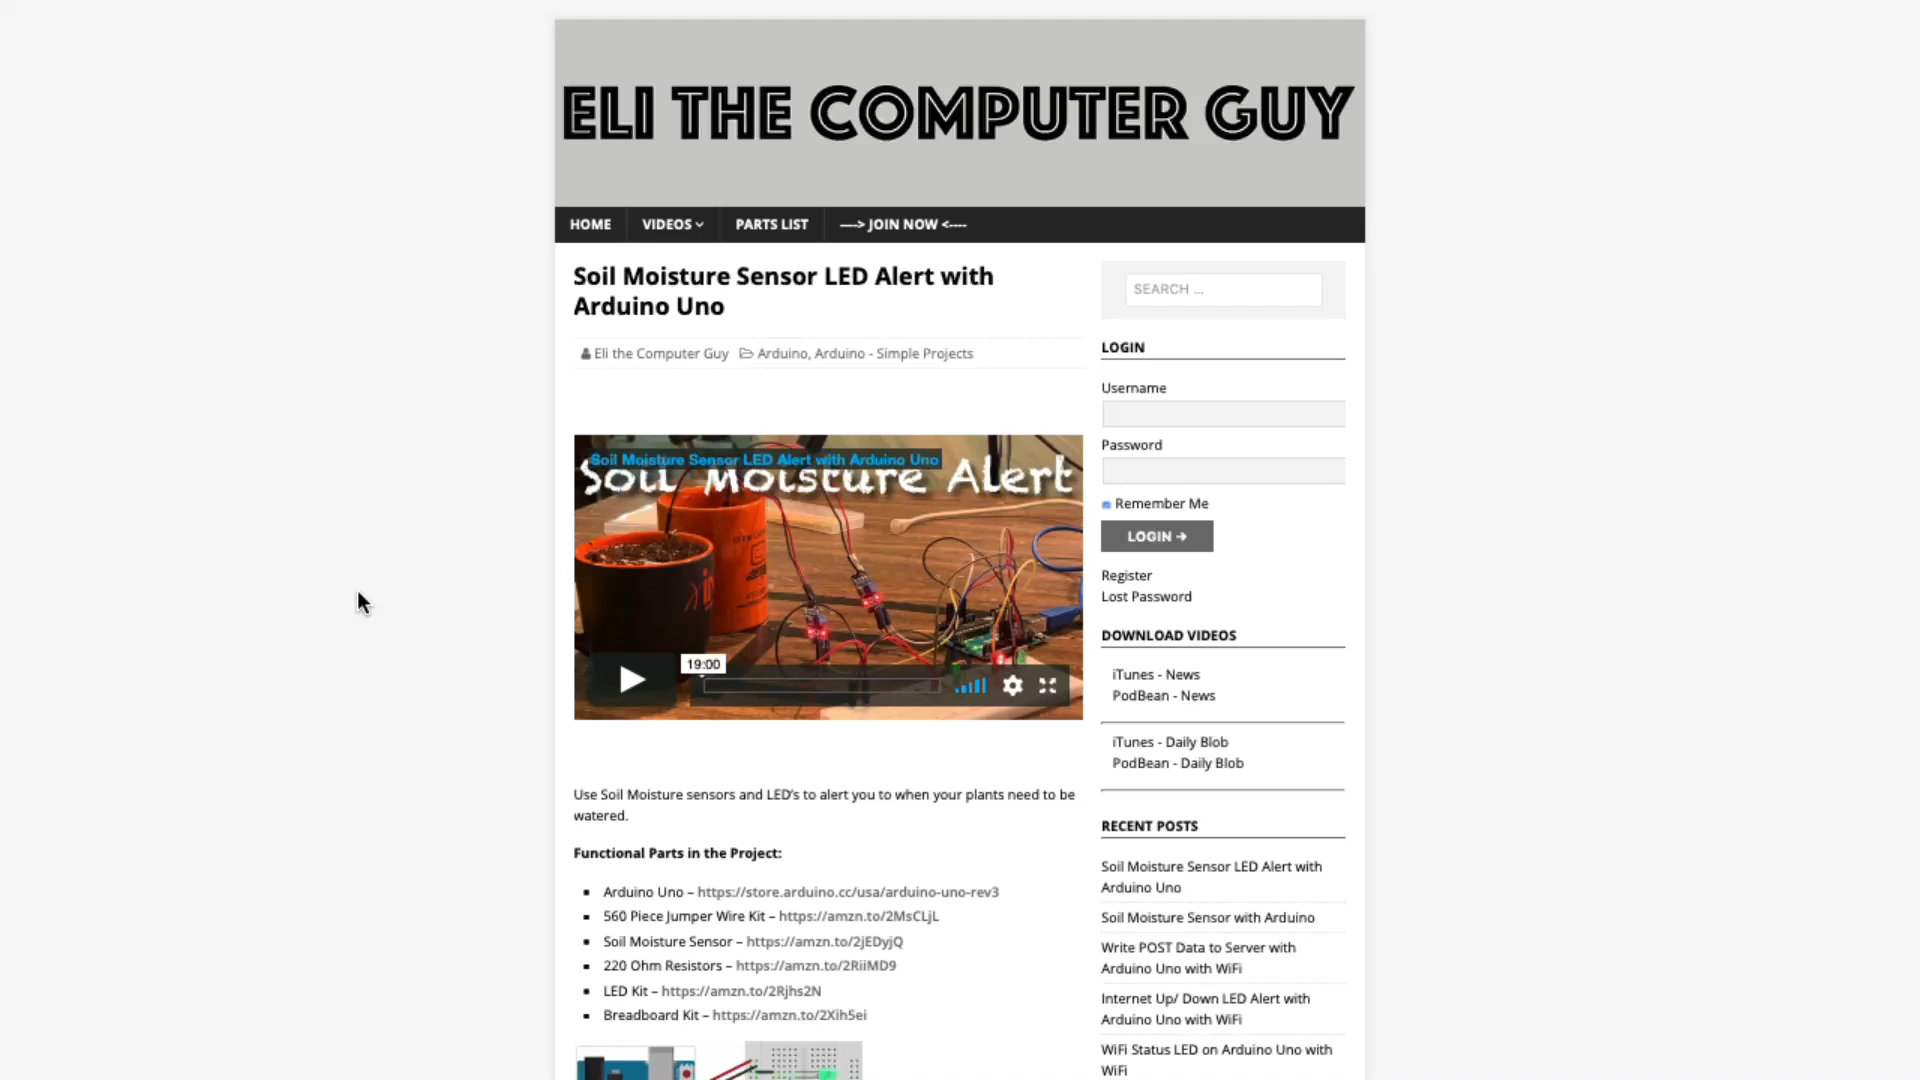 ELI THE COMPUTER GUY
HOME
VIDEOS
PARTS LIST
----> JOIN NOW <----
Soil Moisture Sensor LED Alert with
Arduino Uno
Eli the Computer Guy
Arduino, Arduino - Simple Projects
Soil Moisture Sensor LED Alert with Arduino Uno
Soil Moisture Alert
19:00
Use Soil Moisture sensors and LED's to alert you to when your plants need to be
watered.
Functional Parts in the Project:
Arduino Uno – https://store.arduino.cc/usa/arduino-uno-rev3
560 Piece Jumper Wire Kit – https://amzn.to/2MsCLjL
Soil Moisture Sensor – https://amzn.to/2jEDyjQ
220 Ohm Resistors – https://amzn.to/2RiiMD9
LED Kit – https://amzn.to/2Rjhs2N
Breadboard Kit – https://amzn.to/2Xih5ei
SEARCH ...
LOGIN
Username
Password
Remember Me
LOGIN →
Register
Lost Password
DOWNLOAD VIDEOS
iTunes - News
PodBean - News
iTunes - Daily Blob
PodBean - Daily Blob
RECENT POSTS
Soil Moisture Sensor LED Alert with
Arduino Uno
Soil Moisture Sensor with Arduino
Write POST Data to Server with
Arduino Uno with WiFi
Internet Up/ Down LED Alert with
Arduino Uno with WiFi
WiFi Status LED on Arduino Uno with
WiFi